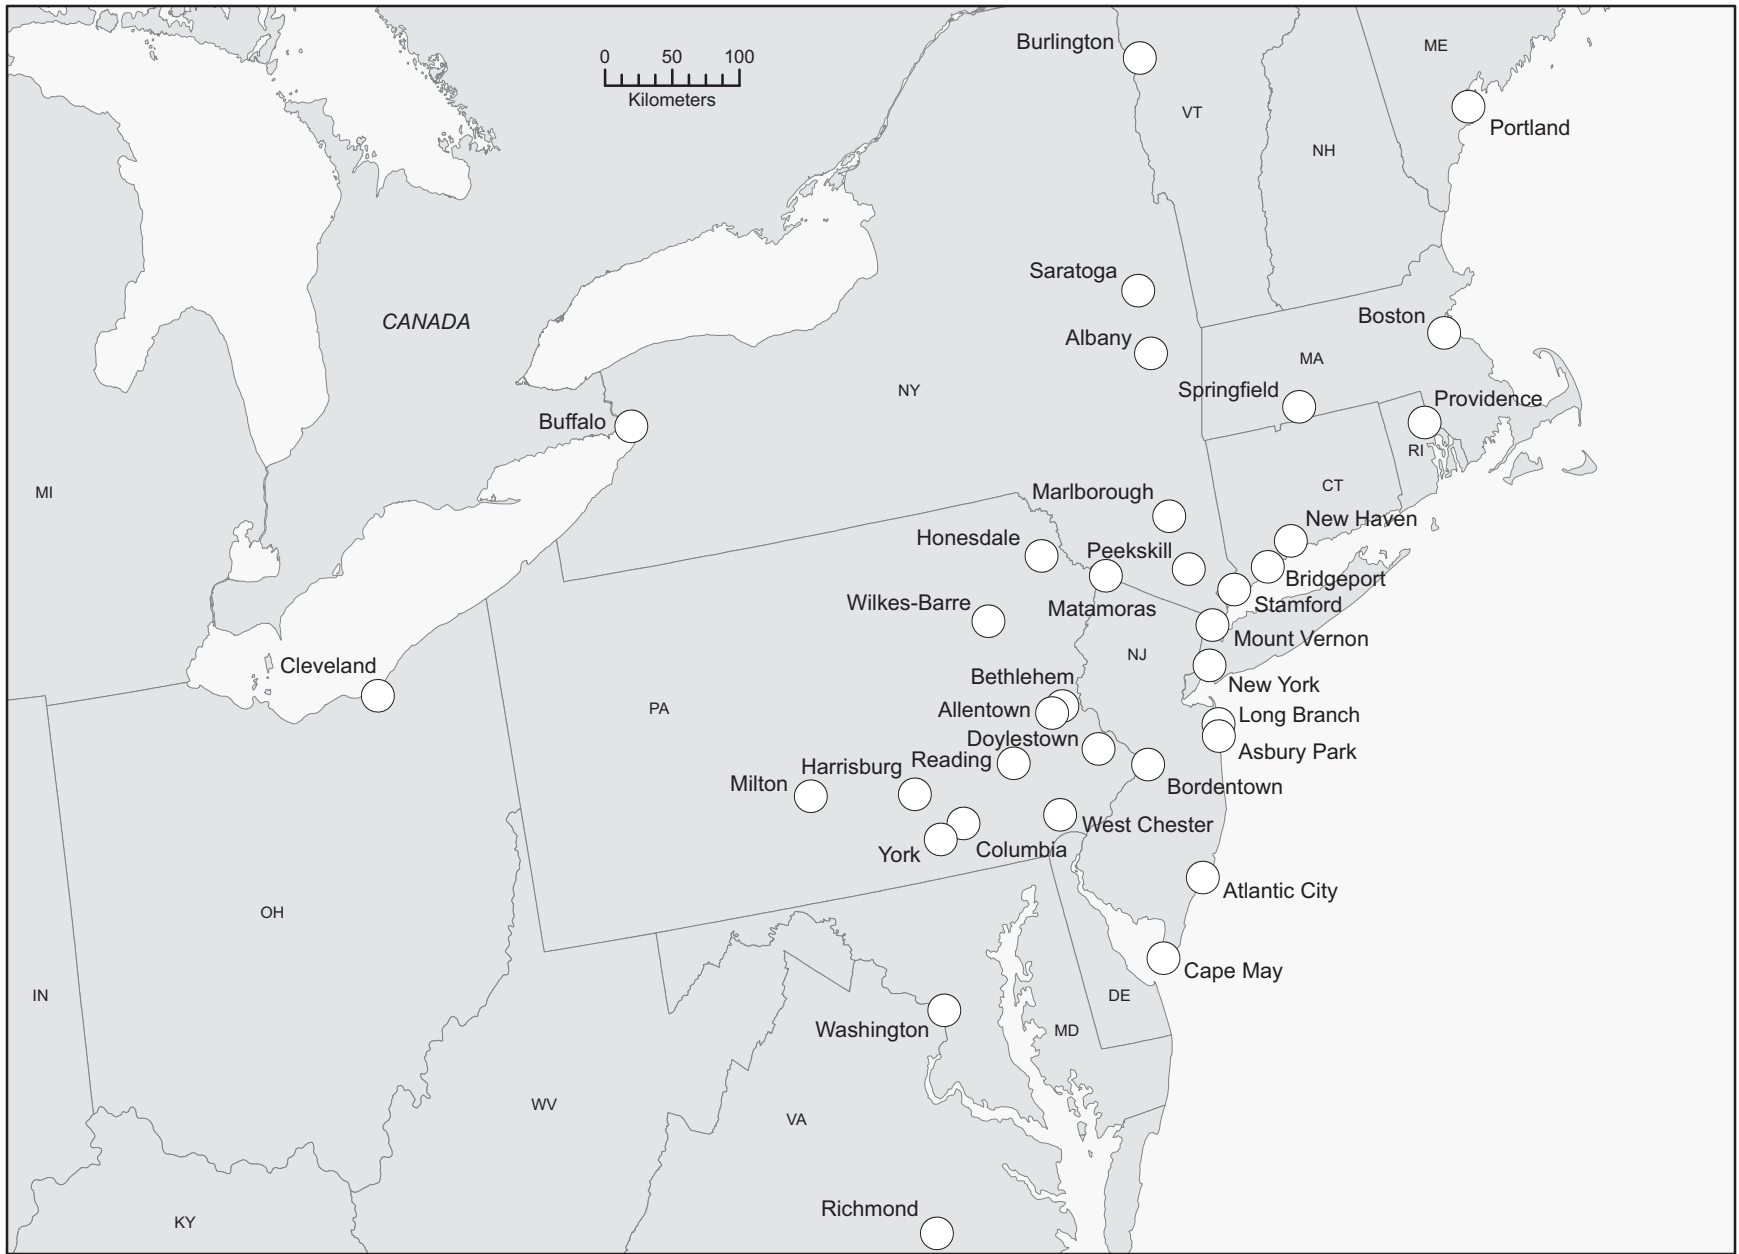 Burlington
ME
0 50 100
Kilometers
VT
Portland
NH
Saratoga
CANADA
Boston
Albany
MA
NY
Springfield
Providence
Buffalo
RI
MI
CT
Marlborough
New Haven
Honesdale
Peekskill
Bridgeport
Wilkes-Barre
Matamoras
Stamford
Mount Vernon
NJ
Cleveland
Bethlehem
New York
PA
Allentown
Long Branch
Doylestown
Asbury Park
Reading
Harrisburg
Milton
Bordentown
West Chester
York
Columbia
Atlantic City
OH
Cape May
IN
DE
Washington
MD
WV
VA
Richmond
KY